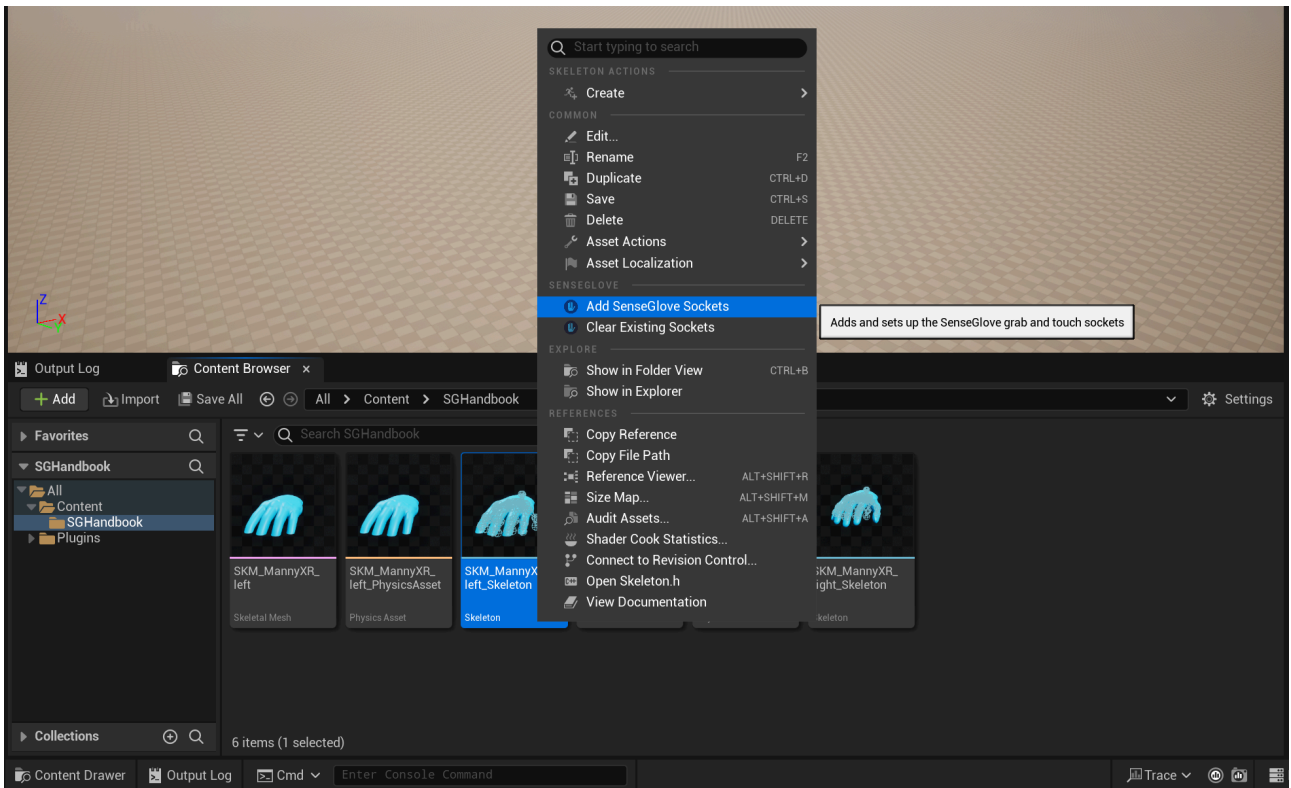 Start typing to search
SKELETON ACTIONS
Create
COMMON
Edit...
Rename F2
Duplicate CTRL+D
Save CTRL+S
Delete DELETE
Asset Actions
Asset Localization
SENSEGLOVE
Add SenseGlove Sockets
Adds and sets up the SenseGlove grab and touch sockets
Clear Existing Sockets
EXPLORE
Show in Folder View CTRL+B
Show in Explorer
REFERENCES
Copy Reference
Copy File Path
Reference Viewer... ALT+SHIFT+R
Size Map... ALT+SHIFT+M
Audit Assets... ALT+SHIFT+A
Shader Cook Statistics...
Connect to Revision Control...
Open Skeleton.h
View Documentation
Z
X
Y
Output Log
Content Browser
Add
Import
Save All
All
Content
SGHandbook
Settings
Favorites
Search SGHandbook
SGHandbook
All
Content
SGHandbook
Plugins
SKM_MannyXR_
left
Skeletal Mesh
SKM_MannyXR_
left_PhysicsAsset
Physics Asset
SKM_MannyX
left_Skeleton
Skeleton
SKM_MannyXR_
ight_Skeleton
keleton
Collections
6 items (1 selected)
Content Drawer
Output Log
Cmd
Enter Console Command
Trace